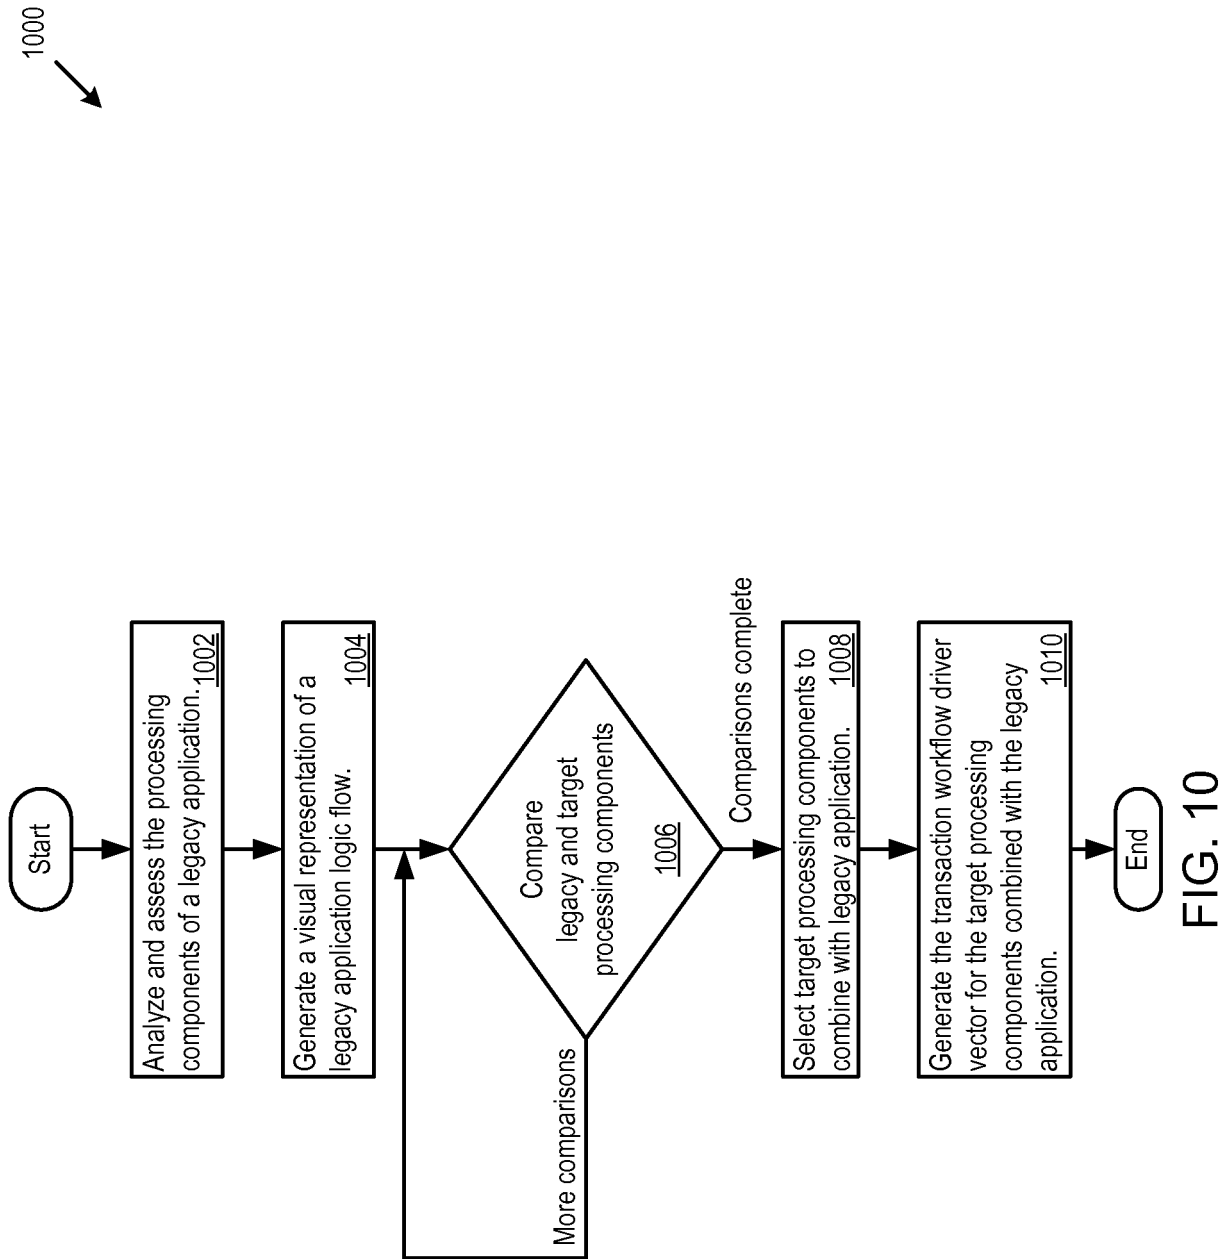 1000
Start
Analyze and assess the processing
components of a legacy application.
1002
Generate a visual representation of a
legacy application logic flow.
1004
Compare
legacy and target
processing components
1006
More comparisons
Comparisons complete
Select target processing components to
combine with legacy application.
1008
Generate the transaction workflow driver
vector for the target processing
components combined with the legacy
application.
1010
End
FIG. 10